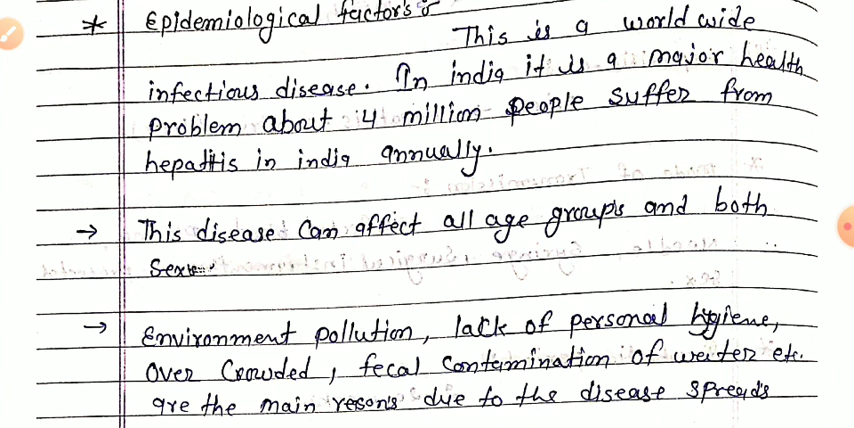 * Epidemiological factor's :
This is a world wide
infectious disease. In india it is a major health
problem about 4 million people suffer from
hepatitis in india annually.
→ This disease can affect all age groups and both
sex
→ Environment pollution, lack of personal hygiene,
over crowded, fecal contamination of water etc.
are the main reson's due to the disease spreads